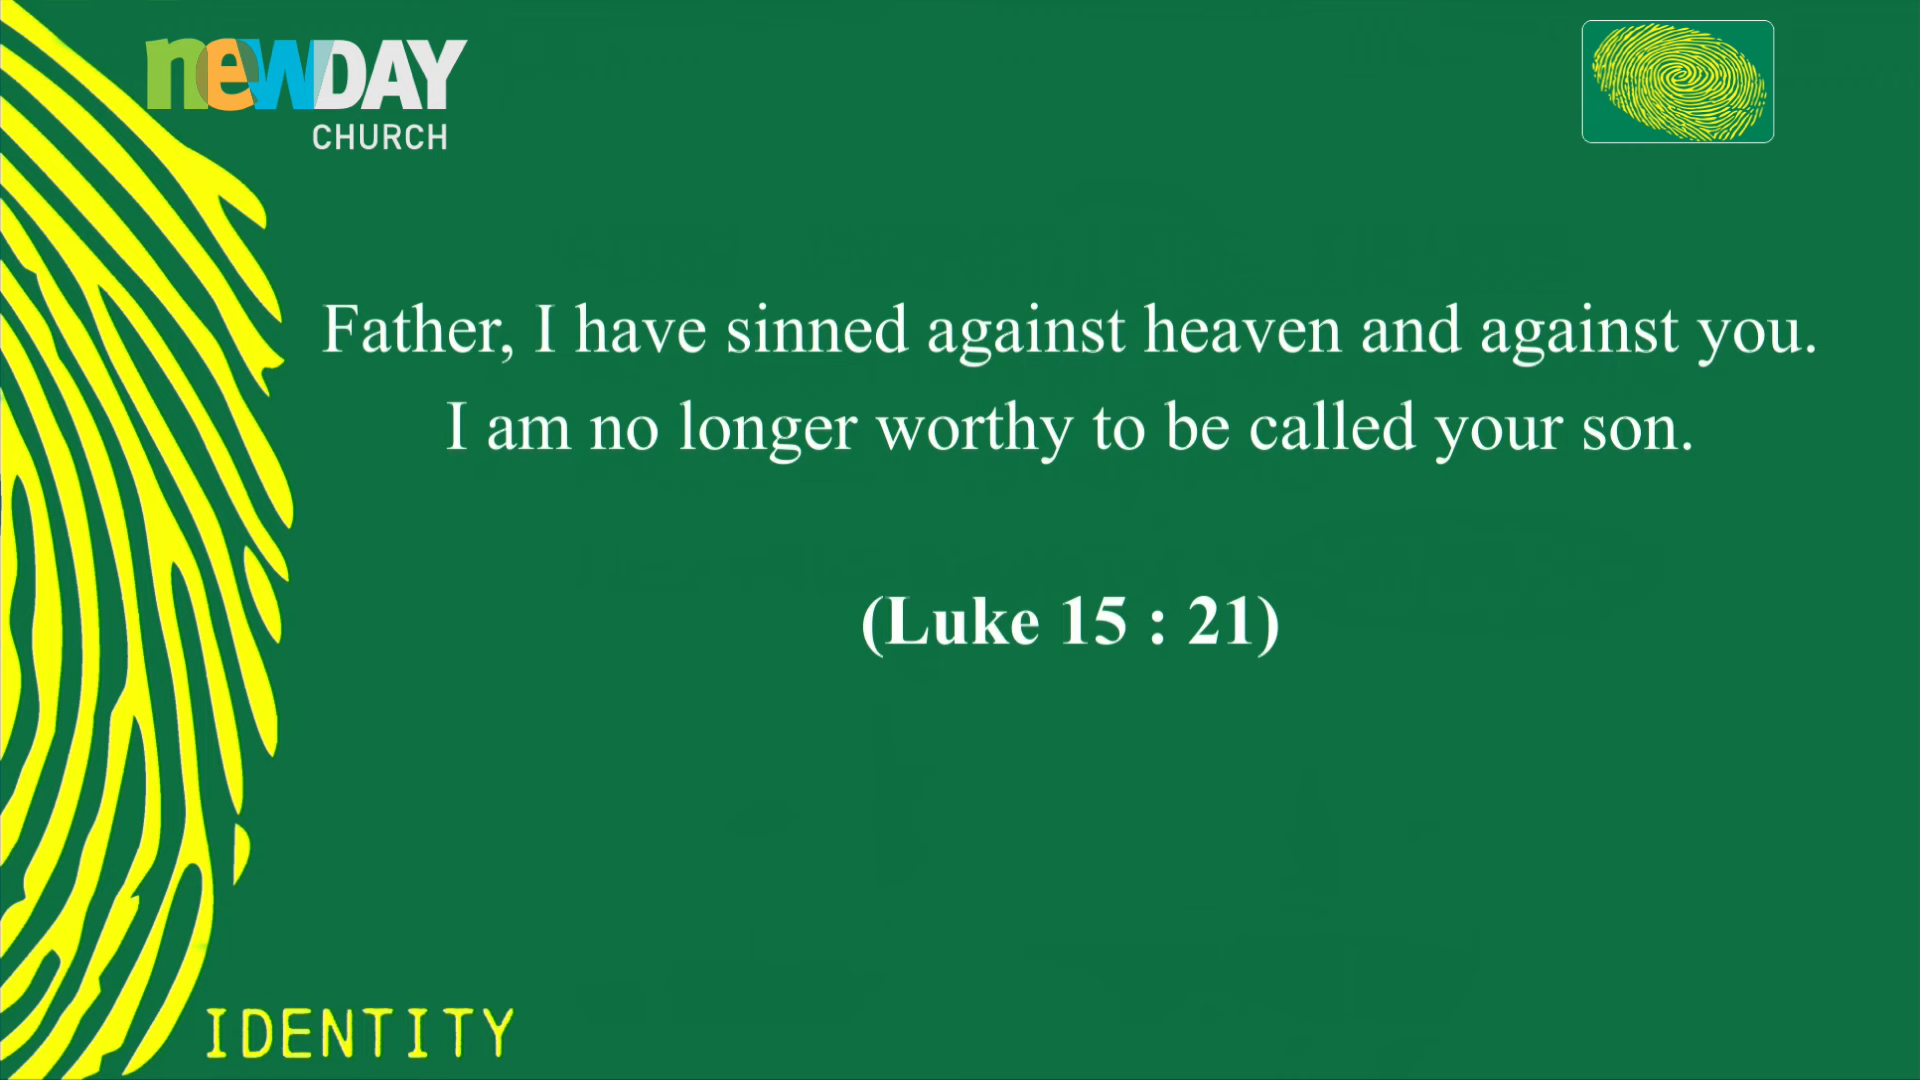 newDAY
CHURCH
Father, I have sinned against heaven and against you.
I am no longer worthy to be called your son.
(Luke 15 : 21)
IDENTITY